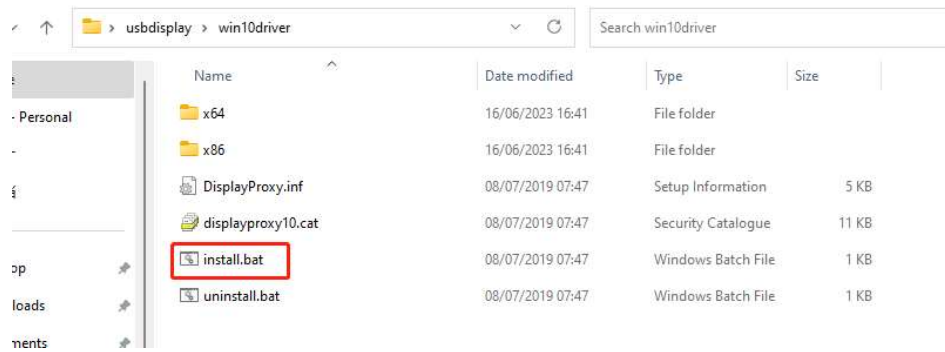 usbdisplay > win10driver
Search win10driver
Name Date modified Type Size
x64 16/06/2023 16:41 File folder
- Personal
x86 16/06/2023 16:41 File folder
DisplayProxy.inf 08/07/2019 07:47 Setup Information 5 KB
displayproxy10.cat 08/07/2019 07:47 Security Catalogue 11 KB
install.bat 08/07/2019 07:47 Windows Batch File 1 KB
op
uninstall.bat 08/07/2019 07:47 Windows Batch File 1 KB
loads
ments